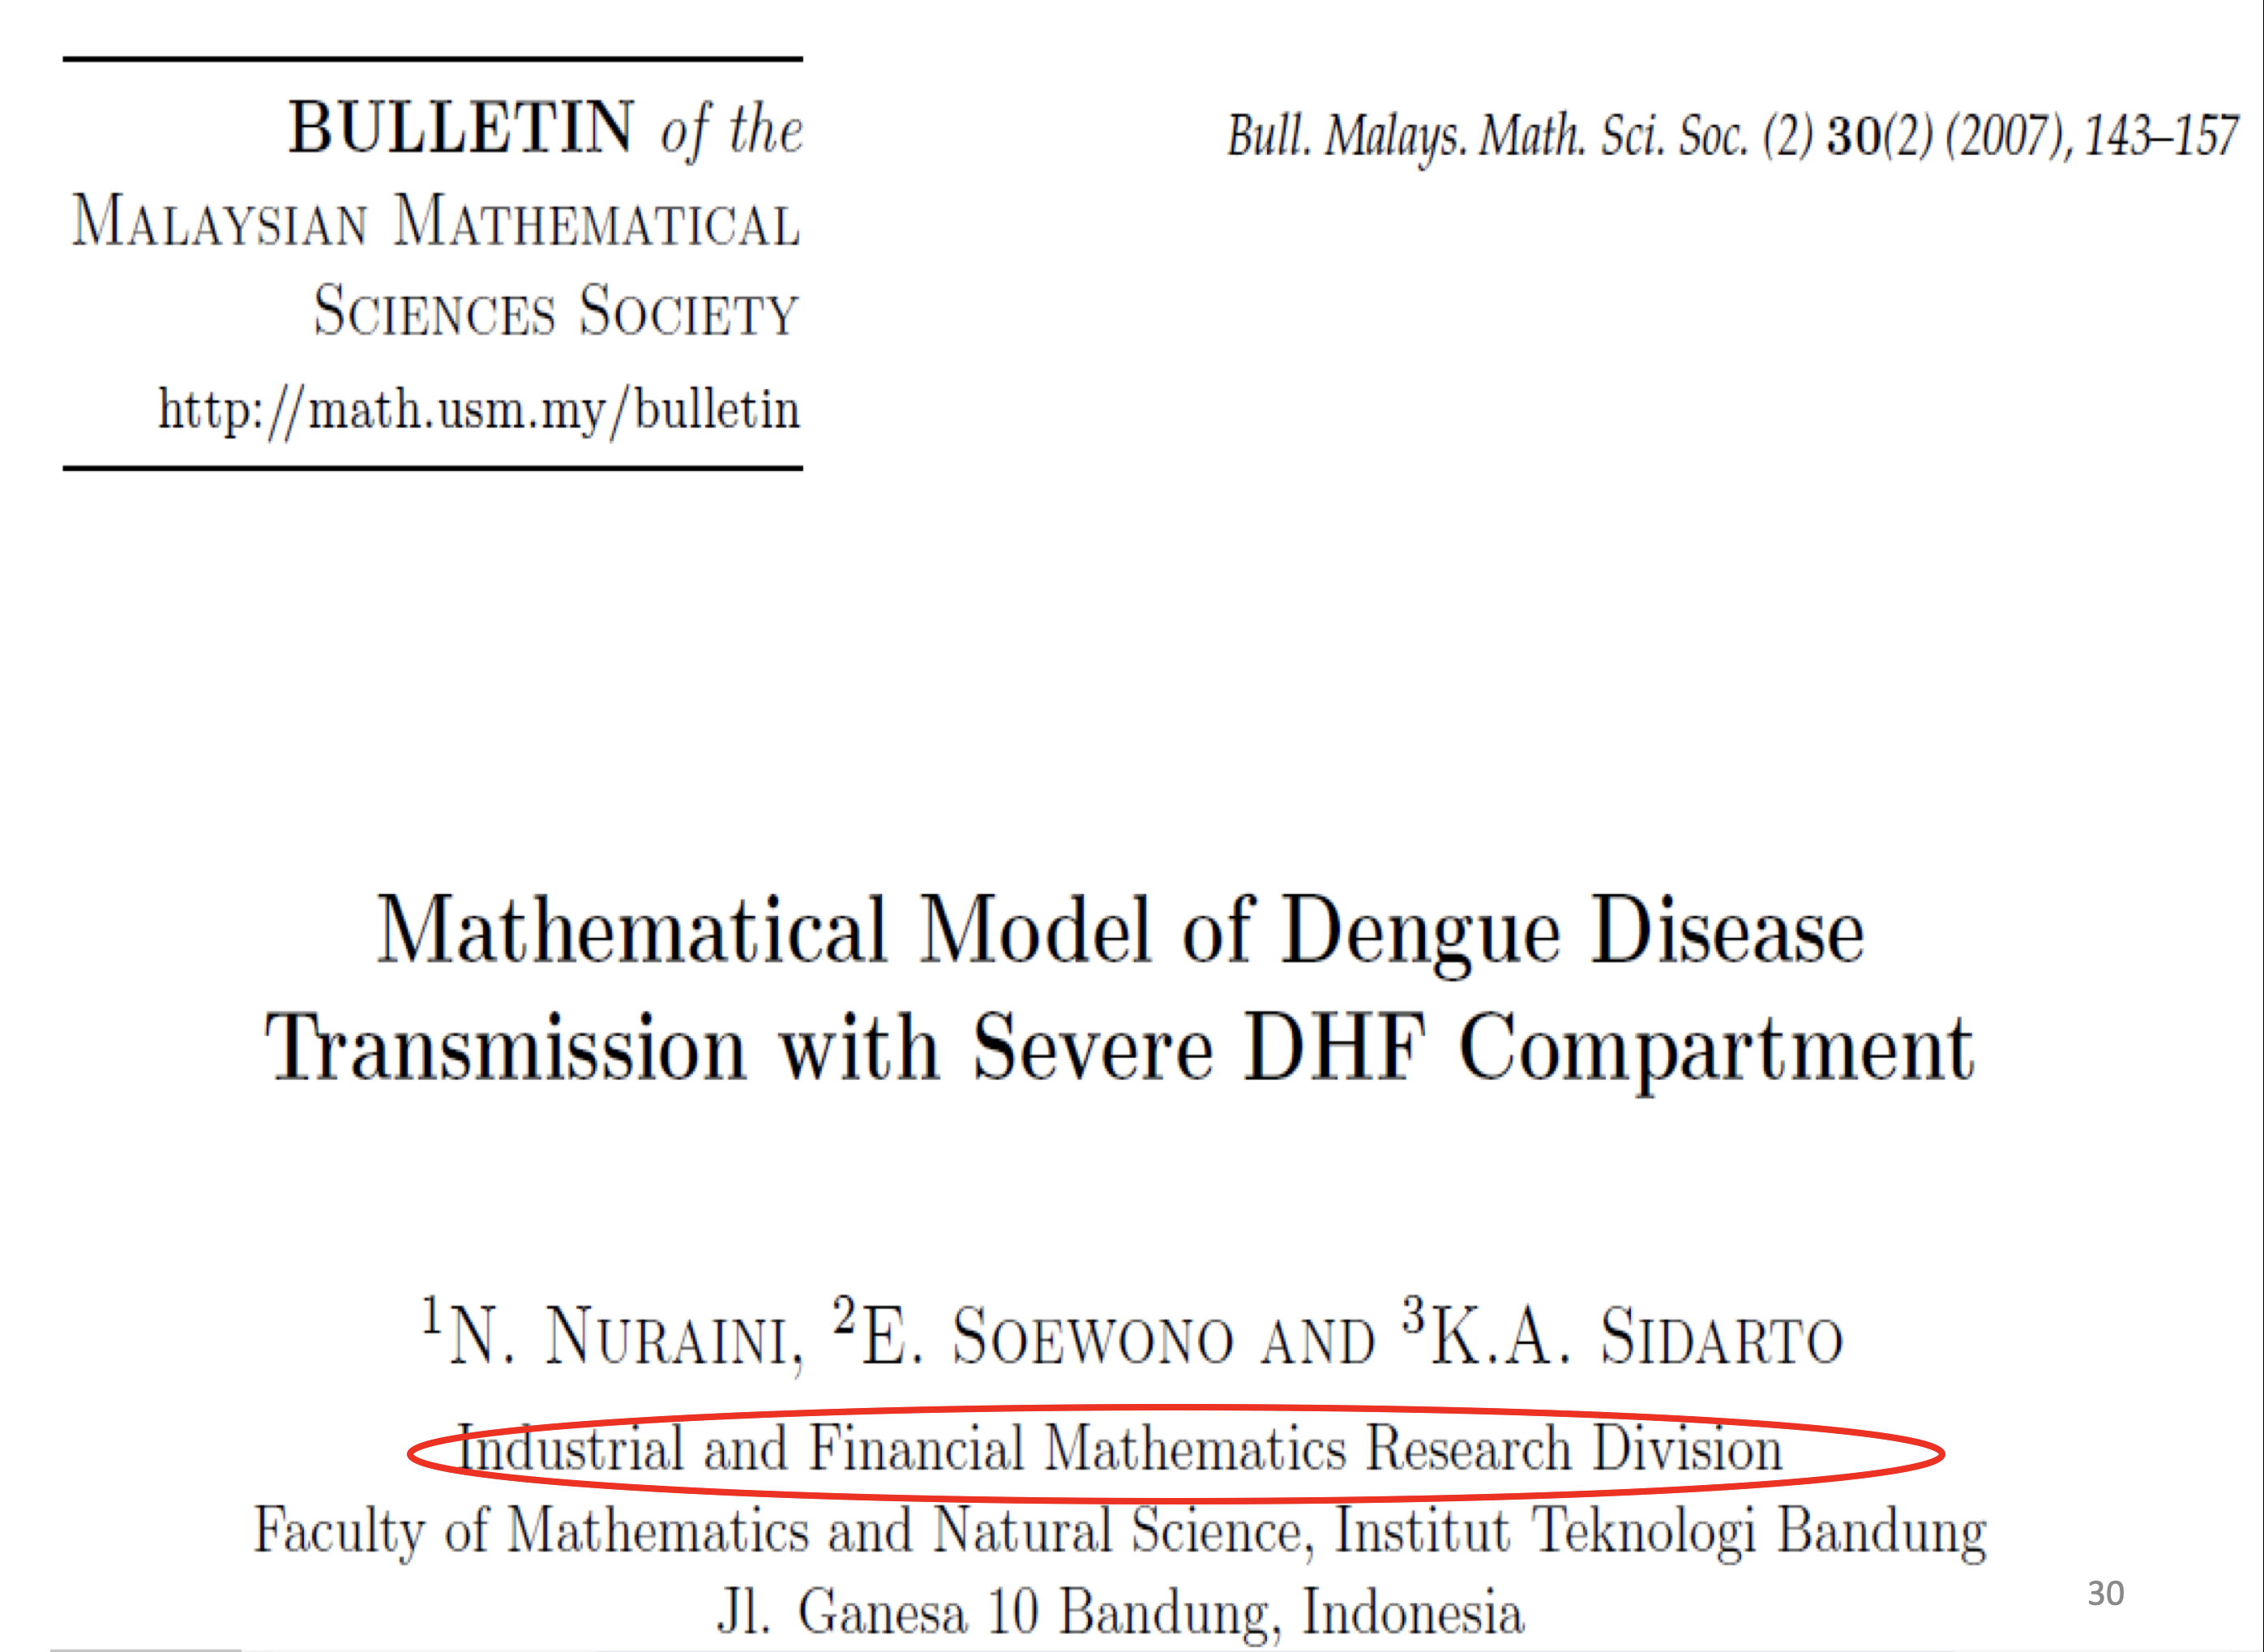 BULLETIN of the
MALAYSIAN MATHEMATICAL
SCIENCES SOCIETY
http://math.usm.my/bulletin
Bull. Malays. Math. Sci. Soc. (2) 30(2) (2007), 143–157
Mathematical Model of Dengue Disease
Transmission with Severe DHF Compartment
¹N. NURAINI, ²E. SOEWONO AND ³K.A. SIDARTO
Industrial and Financial Mathematics Research Division
Faculty of Mathematics and Natural Science, Institut Teknologi Bandung
Jl. Ganesa 10 Bandung, Indonesia
30